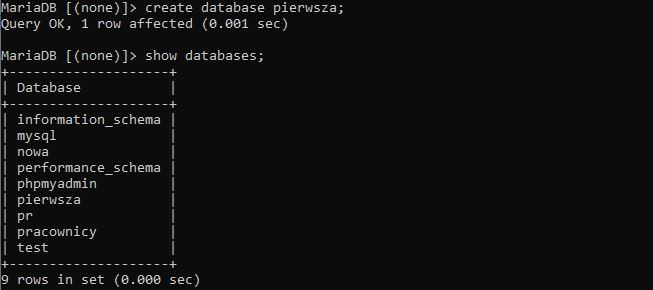 MariaDB [(none)]> create database pierwsza;
Query OK, 1 row affected (0.001 sec)
MariaDB [(none)]> show databases;
+--------------------+
| Database           |
+--------------------+
| information_schema |
| mysql              |
| nowa               |
| performance_schema |
| phpmyadmin         |
| pierwsza           |
| pr                 |
| pracownicy         |
| test               |
+--------------------+
9 rows in set (0.000 sec)